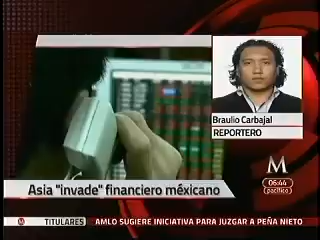 Braulio Carbajal
REPORTERO
M
06:44
pacífico
Asia "invade" financiero méxicano
M TITULARES AMLO SUGIERE INICIATIVA PARA JUZGAR A PEÑA NIETO